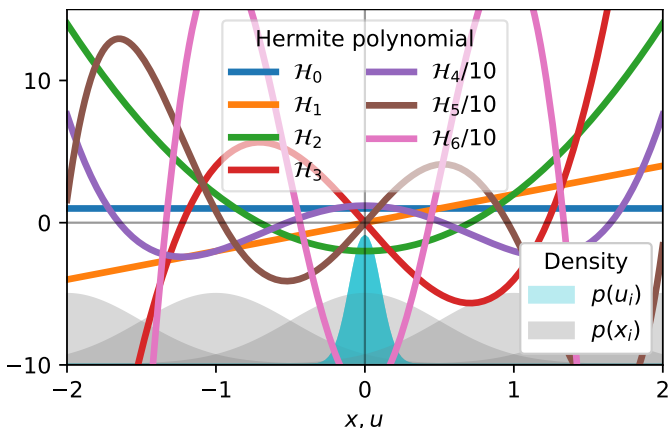 10
0
−10
Hermite polynomial
ℋ₀
ℋ₁
ℋ₂
ℋ₃
ℋ₄/10
ℋ₅/10
ℋ₆/10
Density
p(uᵢ)
p(xᵢ)
−2 −1 0 1 2
x, u